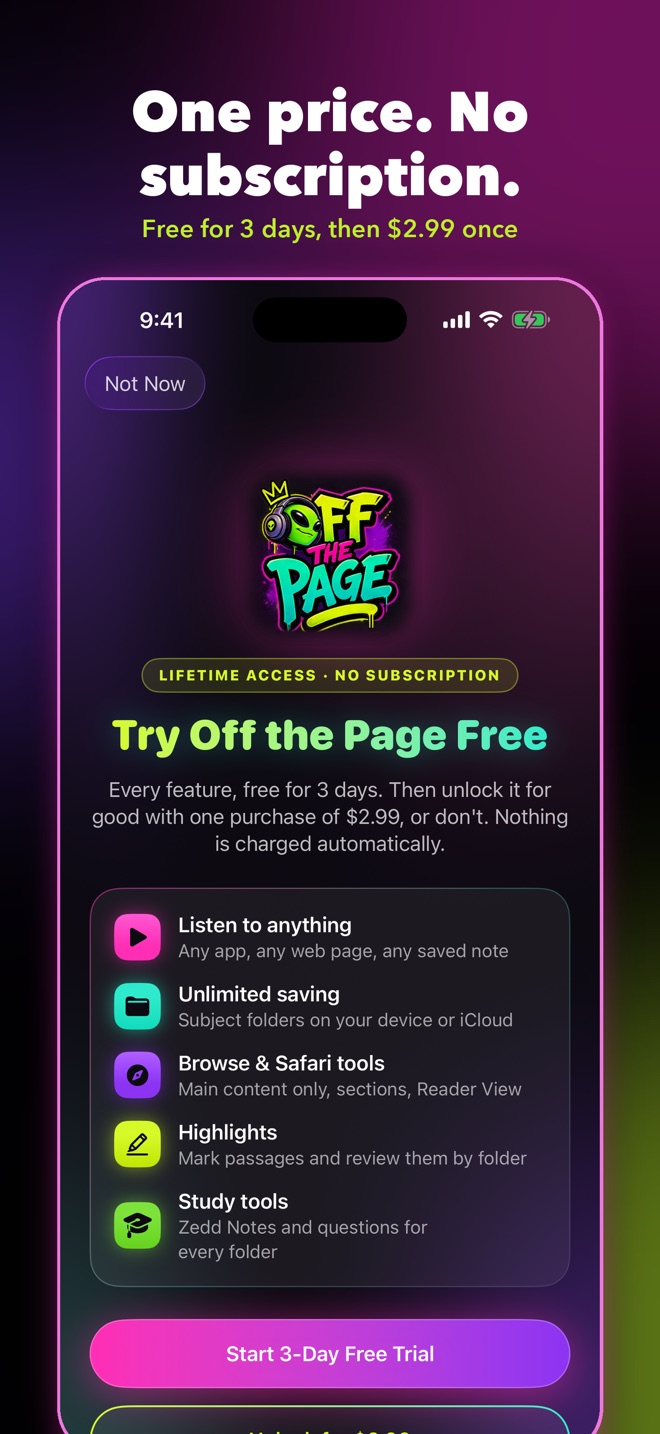 One price. No
subscription.
Free for 3 days, then $2.99 once
9:41
Not Now
OFF
THE
PAGE
LIFETIME ACCESS · NO SUBSCRIPTION
Try Off the Page Free
Every feature, free for 3 days. Then unlock it for
good with one purchase of $2.99, or don't. Nothing
is charged automatically.
Listen to anything
Any app, any web page, any saved note
Unlimited saving
Subject folders on your device or iCloud
Browse & Safari tools
Main content only, sections, Reader View
Highlights
Mark passages and review them by folder
Study tools
Zedd Notes and questions for
every folder
Start 3-Day Free Trial